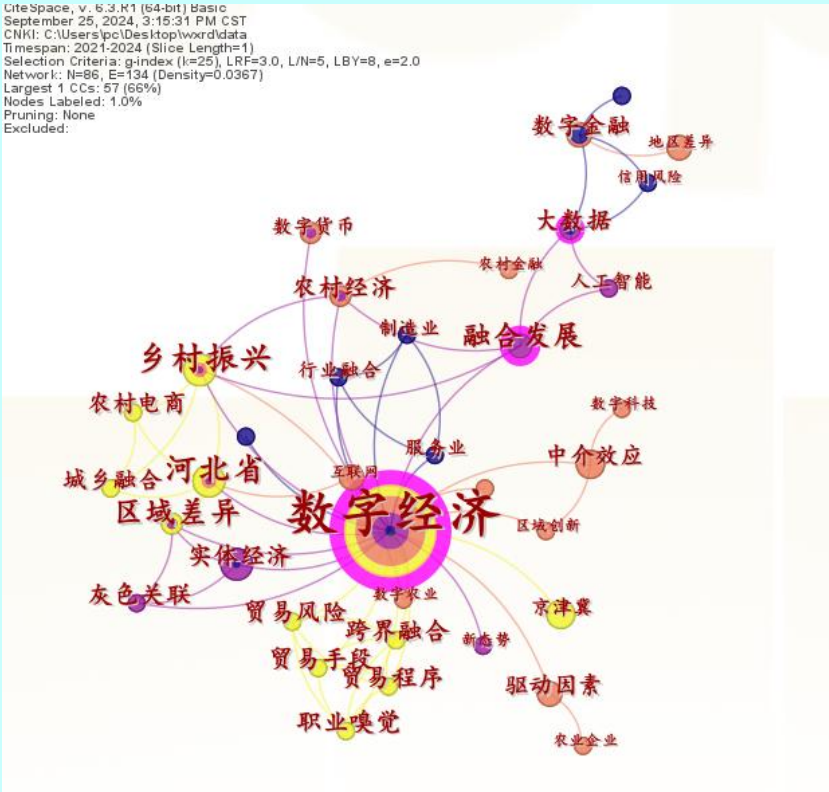 CiteSpace, v. 6.3.R1 (64-bit) Basic
September 25, 2024, 3:15:31 PM CST
CNKI: C:\Users\pc\Desktop\wxrd\data
Timespan: 2021-2024 (Slice Length=1)
Selection Criteria: g-index (k=25), LRF=3.0, L/N=5, LBY=8, e=2.0
Network: N=86, E=134 (Density=0.0367)
Largest 1 CCs: 57 (66%)
Nodes Labeled: 1.0%
Pruning: None
Excluded:
数字金融
地区差异
信用风险
大数据
数字货币
农村金融
人工智能
农村经济
制造业
融合发展
乡村振兴
行业融合
农村电商
数字科技
服务业
中介效应
城乡融合
河北省
互联网
区域差异
数字经济
区域创新
实体经济
灰色关联
数字农业
贸易风险
京津冀
跨界融合
新态势
贸易手段
贸易程序
驱动因素
职业嗅觉
农业企业